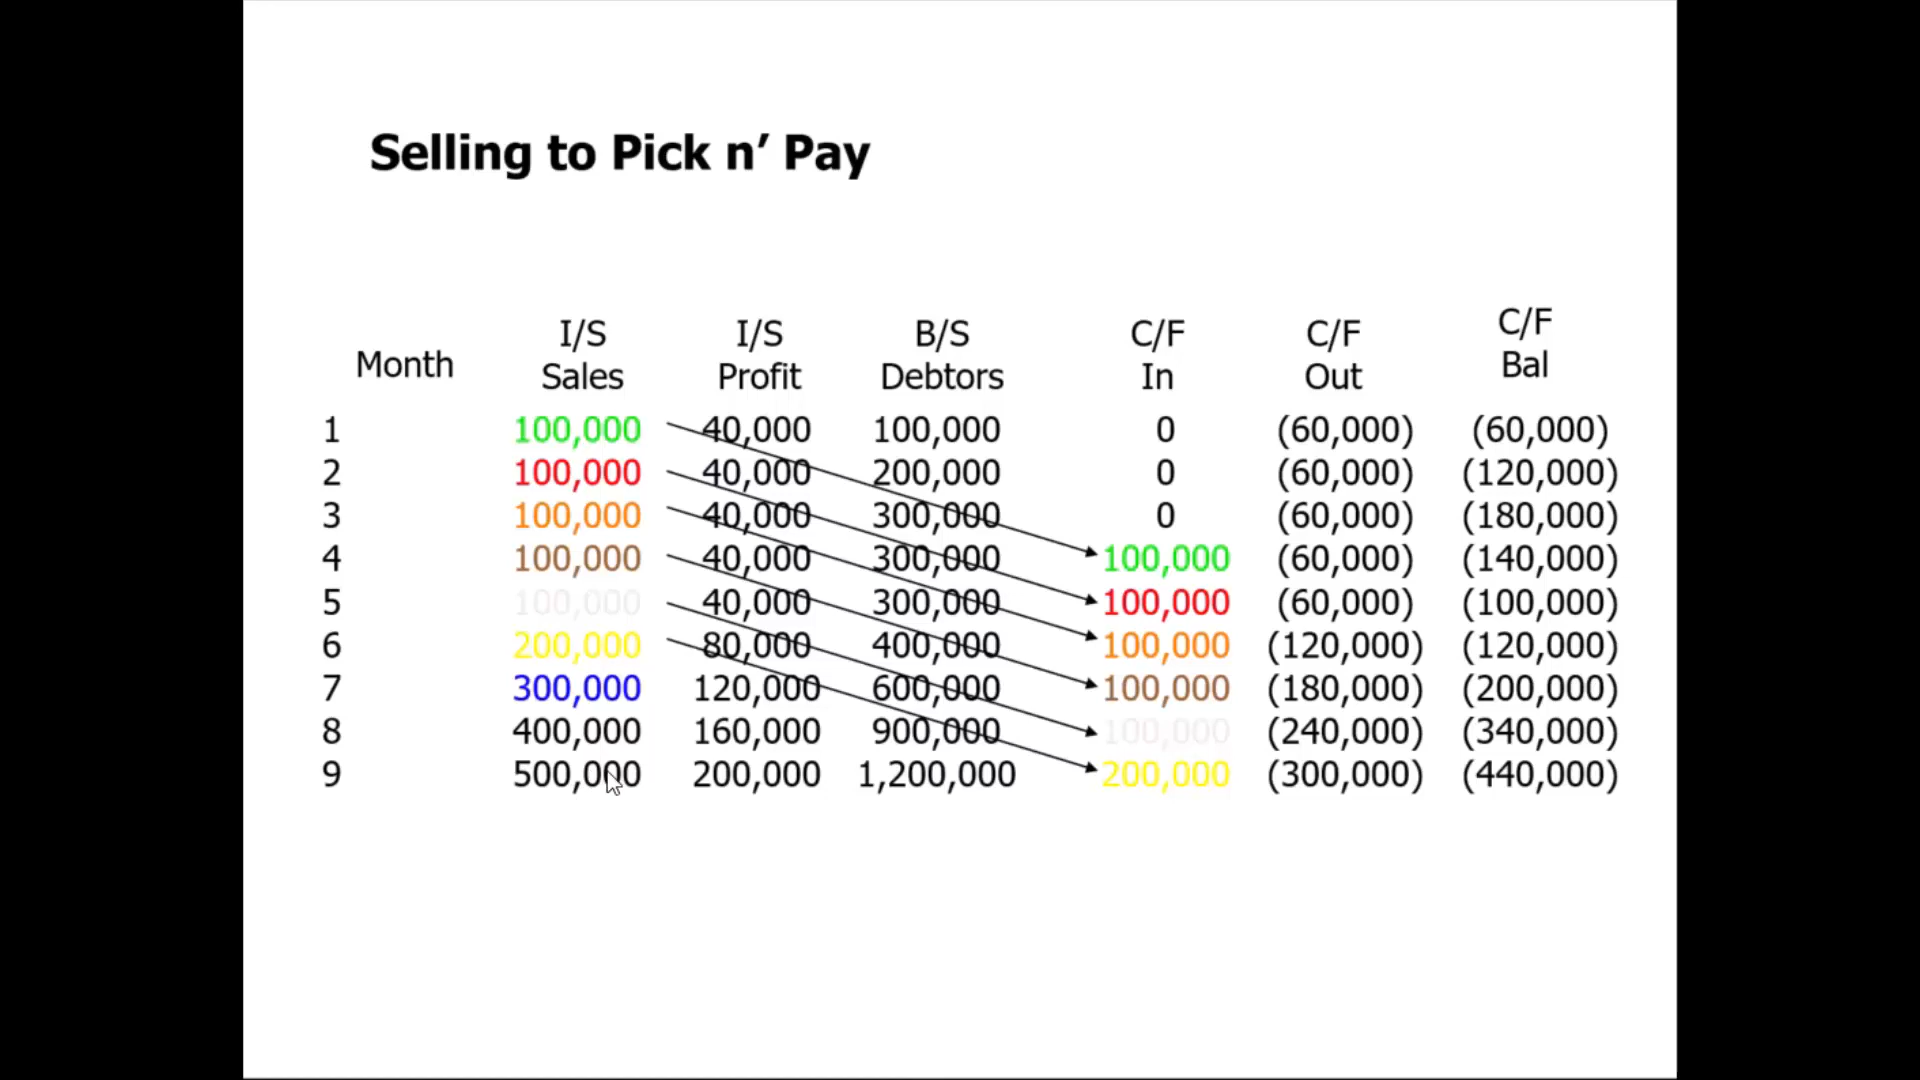 Selling to Pick n’ Pay
Month I/S Sales I/S Profit B/S Debtors C/F In C/F Out C/F Bal
1 100,000 40,000 100,000 0 (60,000) (60,000)
2 100,000 40,000 200,000 0 (60,000) (120,000)
3 100,000 40,000 300,000 0 (60,000) (180,000)
4 100,000 40,000 300,000 100,000 (60,000) (140,000)
5 100,000 40,000 300,000 100,000 (60,000) (100,000)
6 200,000 80,000 400,000 100,000 (120,000) (120,000)
7 300,000 120,000 600,000 100,000 (180,000) (200,000)
8 400,000 160,000 900,000 100,000 (240,000) (340,000)
9 500,000 200,000 1,200,000 200,000 (300,000) (440,000)